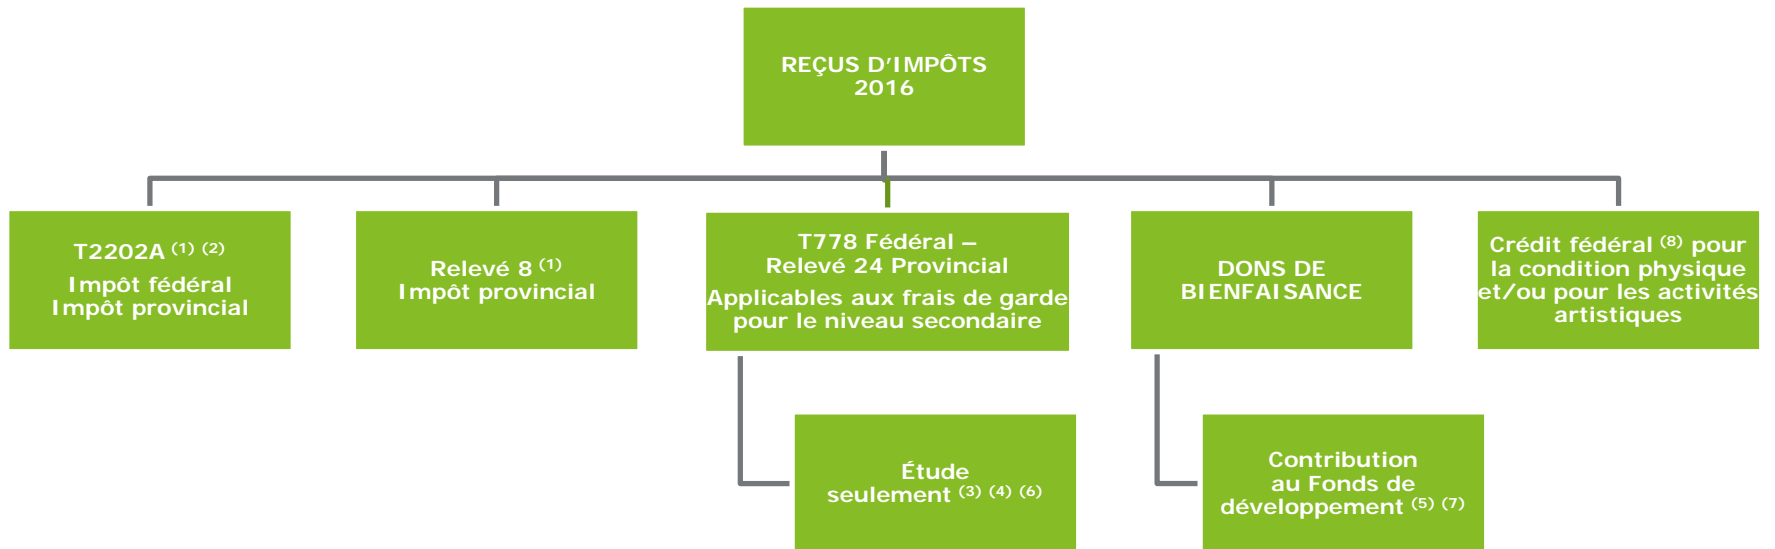 REÇUS D'IMPÔTS
2016
T2202A (1) (2)
Impôt fédéral
Impôt provincial
Relevé 8 (1)
Impôt provincial
T778 Fédéral –
Relevé 24 Provincial
Applicables aux frais de garde
pour le niveau secondaire
DONS DE
BIENFAISANCE
Crédit fédéral (8) pour
la condition physique
et/ou pour les activités
artistiques
Étude
seulement (3) (4) (6)
Contribution
au Fonds de
développement (5) (7)